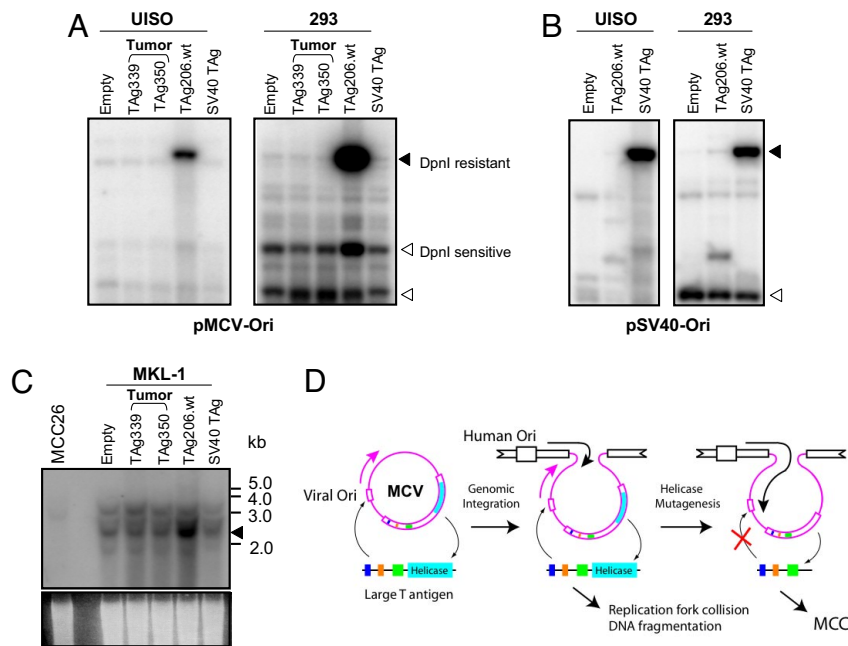 A
UISO
293
Tumor
Tumor
Empty
TAg339
TAg350
TAg206.wt
SV40 TAg
Empty
TAg339
TAg350
TAg206.wt
SV40 TAg
DpnI resistant
DpnI sensitive
pMCV-Ori
B
UISO
293
Empty
TAg206.wt
SV40 TAg
Empty
TAg206.wt
SV40 TAg
pSV40-Ori
C
MKL-1
Tumor
MCC26
Empty
TAg339
TAg350
TAg206.wt
SV40 TAg
kb
5.0
4.0
3.0
2.0
D
Human Ori
Viral Ori
MCV
Genomic
Integration
Helicase
Mutagenesis
Helicase
Helicase
Large T antigen
Replication fork collision
DNA fragmentation
MCC